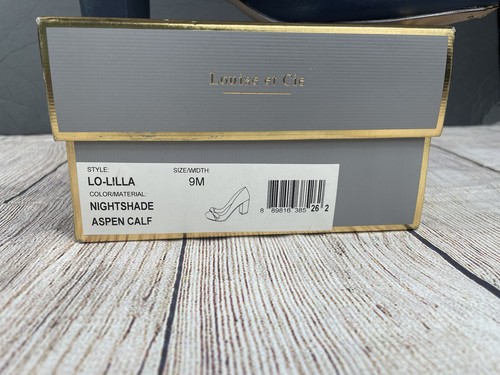 Louise et Cie
STYLE: SIZE/WIDTH
LO-LILLA 9M
COLOR/MATERIAL:
NIGHTSHADE
ASPEN CALF
8 89816 385 26 2